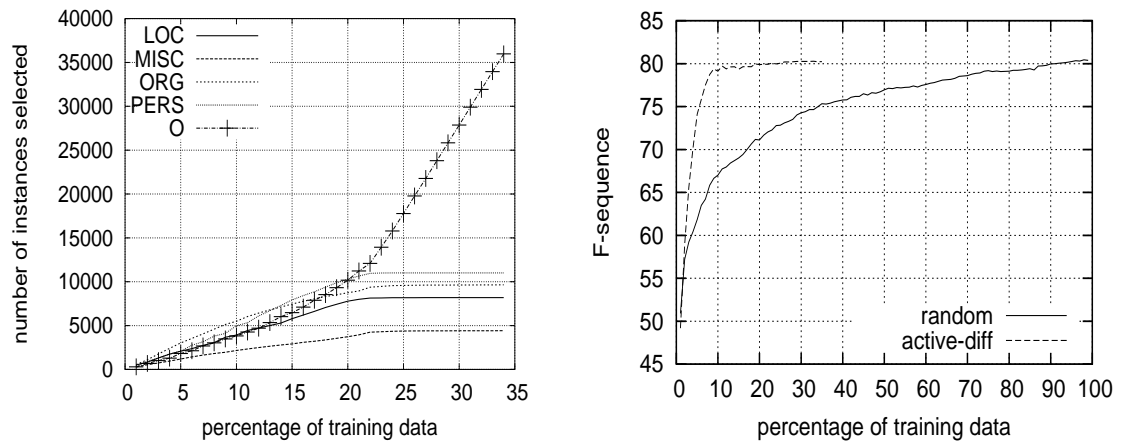 number of instances selected
40000
35000
30000
25000
20000
15000
10000
5000
0
LOC
MISC
ORG
PERS
O
0 5 10 15 20 25 30 35
percentage of training data
F-sequence
85
80
75
70
65
60
55
50
45
random
active-diff
0 10 20 30 40 50 60 70 80 90 100
percentage of training data